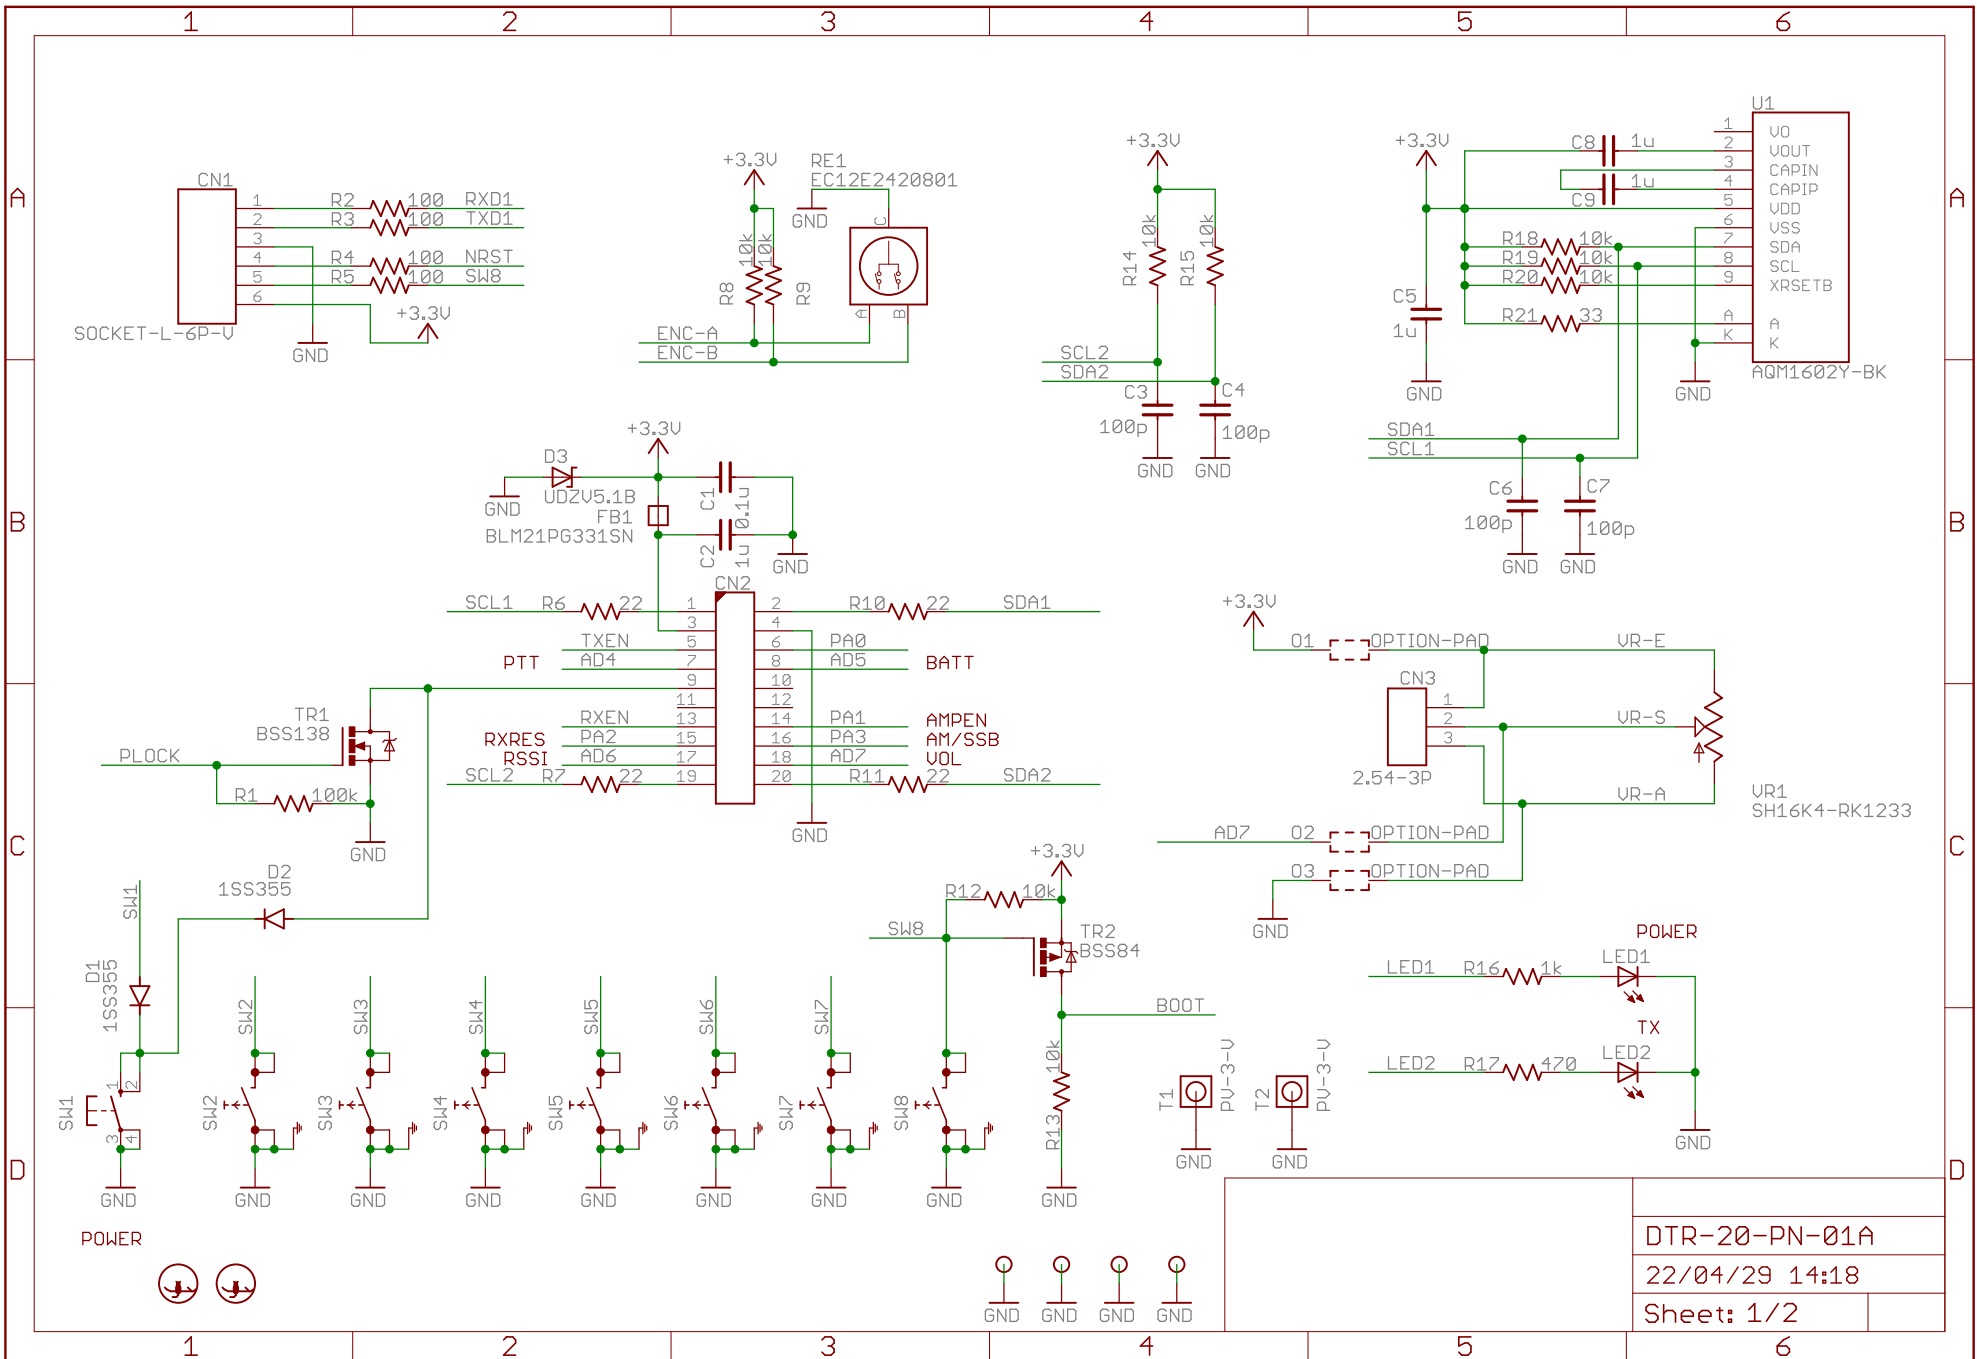 1 2 3 4 5 6
A A
B B
C C
D D
1 2 3 4 5 6
CN1
1
2
3
4
5
6
SOCKET-L-6P-V
R2 100 RXD1
R3 100 TXD1
R4 100 NRST
R5 100 SW8
+3.3V
GND
+3.3V
RE1
EC12E2420801
GND
C
A
B
10k
10k
R8
R9
ENC-A
ENC-B
+3.3V
R14 10k
R15 10k
SCL2
SDA2
C3
100p
C4
100p
GND
GND
+3.3V
C5
1u
GND
C8 1u
C9 1u
R18 10k
R19 10k
R20 10k
R21 33
U1
1 VO
2 VOUT
3 CAPIN
4 CAPIP
5 VDD
6 VSS
7 SDA
8 SCL
9 XRSETB
A A
K K
AQM1602Y-BK
GND
SDA1
SCL1
C6
100p
C7
100p
GND
GND
+3.3V
D3
UDZV5.1B
GND
FB1
BLM21PG331SN
C1
0.1u
C2
1u
GND
CN2
SCL1 R6 22 1 2 R10 22 SDA1
3 4
TXEN 5 6 PA0
PTT AD4 7 8 AD5 BATT
9 10
11 12
RXEN 13 14 PA1 AMPEN
RXRES PA2 15 16 PA3 AM/SSB
RSSI AD6 17 18 AD7 VOL
SCL2 R7 22 19 20 R11 22 SDA2
GND
TR1
BSS138
PLOCK
R1 100k
GND
D2
1SS355
SW1
D1
1SS355
+3.3V
O1 OPTION-PAD VR-E
CN3
1
2
3
2.54-3P
VR-S
VR-A
VR1
SH16K4-RK1233
AD7 O2 OPTION-PAD
O3 OPTION-PAD
GND
+3.3V
R12 10k
SW8
TR2
BSS84
BOOT
10k
R13
GND
POWER
LED1 R16 1k LED1
TX
LED2 R17 470 LED2
GND
T1
PV-3-V
T2
PV-3-V
GND
GND
SW2
SW3
SW4
SW5
SW6
SW7
1
2
3
4
SW1
SW2
SW3
SW4
SW5
SW6
SW7
SW8
GND GND GND GND GND GND GND GND
POWER
GND GND GND GND
DTR-20-PN-01A
22/04/29 14:18
Sheet: 1/2